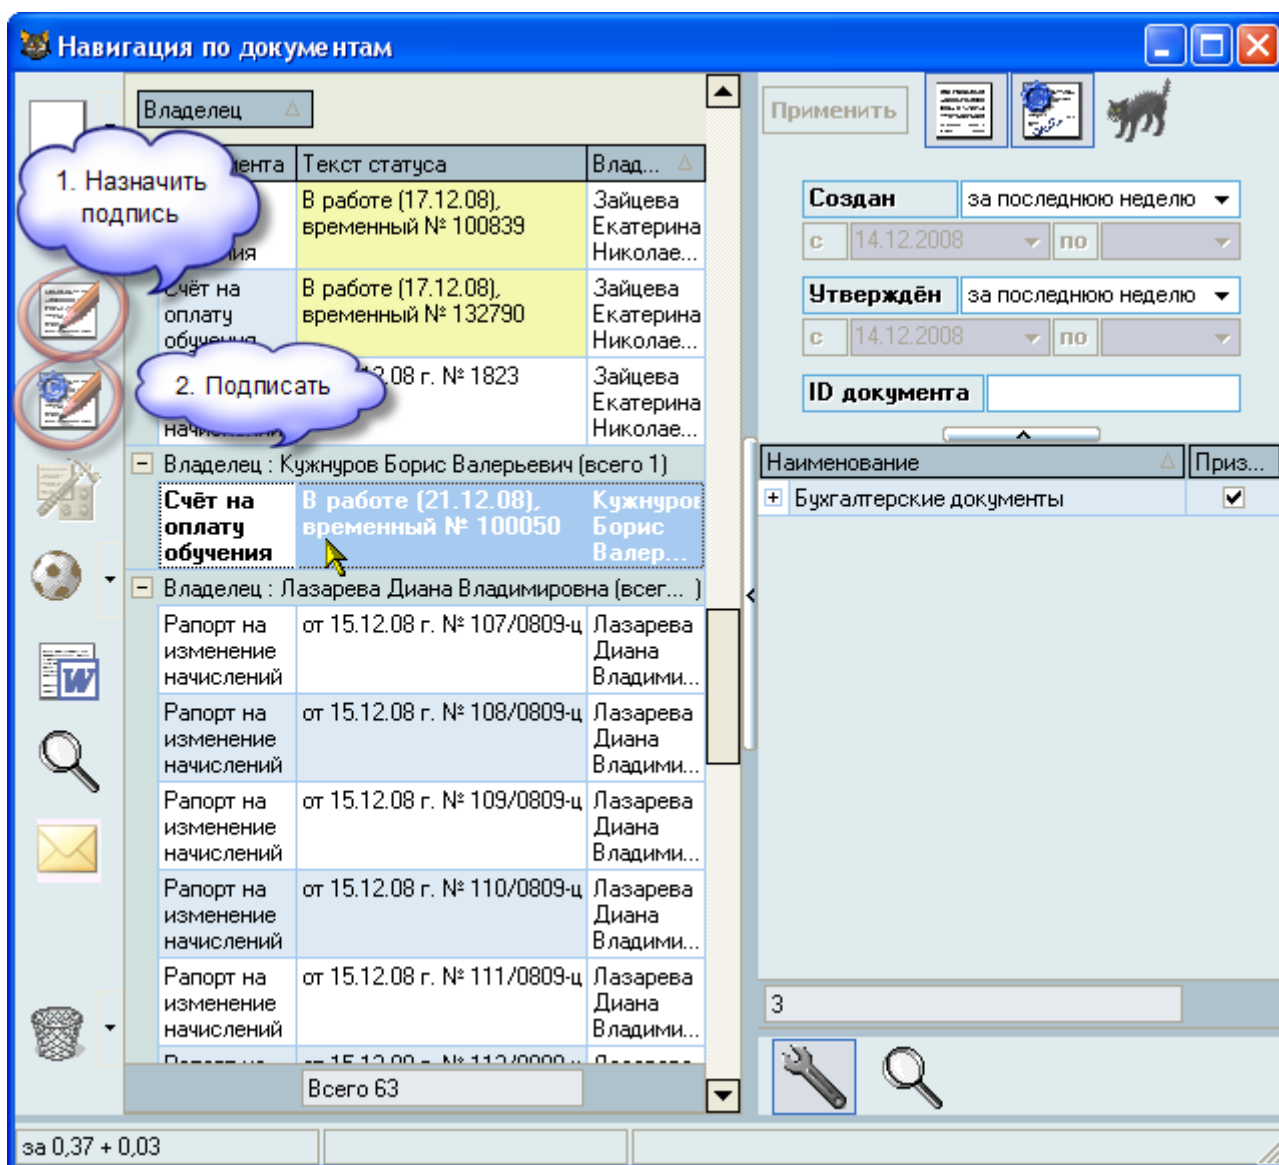 Навигация по документам
Владелец
мента Текст статуса Влад...
1. Назначить
подпись
В работе (17.12.08),
временный № 100839
Зайцева
Екатерина
Николае...
ия
Счёт на
оплату
обучения
В работе (17.12.08),
временный № 132790
Зайцева
Екатерина
Николае...
2. Подписать
2.08 г. № 1823
Зайцева
Екатерина
Николае...
Владелец : Кужнуров Борис Валерьевич (всего 1)
Счёт на
оплату
обучения
В работе (21.12.08),
временный № 100050
Кужнуров
Борис
Валер...
Владелец : Лазарева Диана Владимировна (всег... )
Рапорт на
изменение
начислений
от 15.12.08 г. № 107/0809-ц
Лазарева
Диана
Владими...
Рапорт на
изменение
начислений
от 15.12.08 г. № 108/0809-ц
Лазарева
Диана
Владими...
Рапорт на
изменение
начислений
от 15.12.08 г. № 109/0809-ц
Лазарева
Диана
Владими...
Рапорт на
изменение
начислений
от 15.12.08 г. № 110/0809-ц
Лазарева
Диана
Владими...
Рапорт на
изменение
начислений
от 15.12.08 г. № 111/0809-ц
Лазарева
Диана
Владими...
Всего 63
Применить
Создан за последнюю неделю
с 14.12.2008 по
Утверждён за последнюю неделю
с 14.12.2008 по
ID документа
Наименование Приз...
Бухгалтерские документы
3
за 0,37 + 0,03